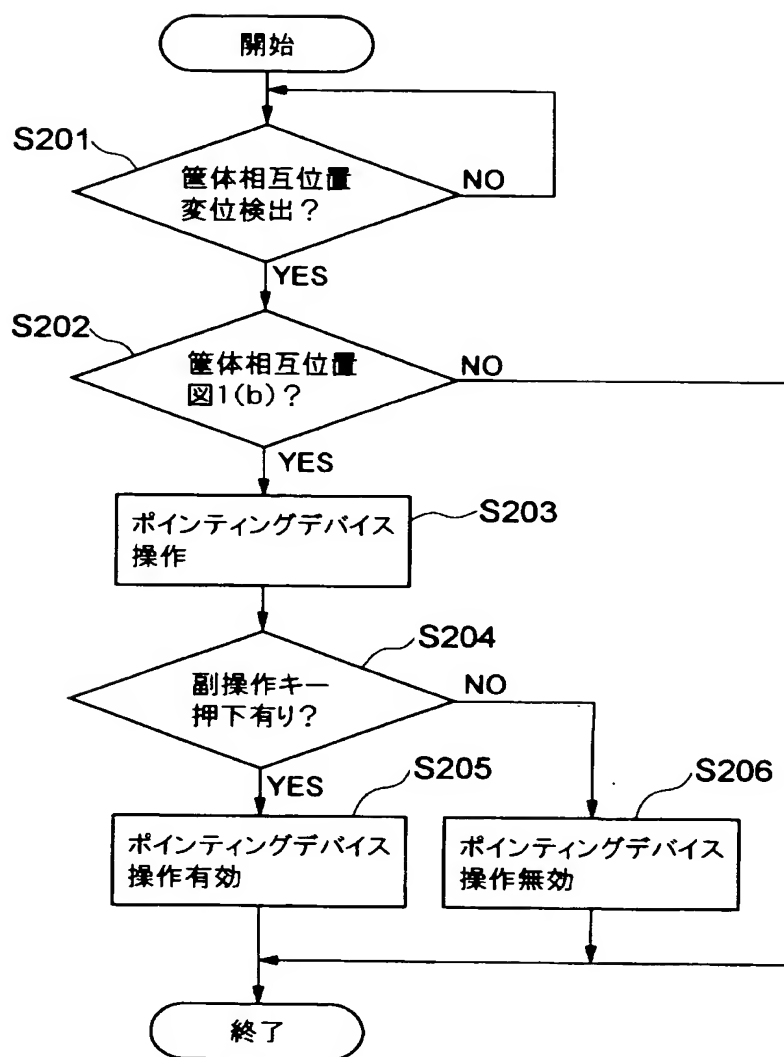 開始
S201
筐体相互位置
変位検出？
NO
YES
S202
筐体相互位置
図1(b)？
NO
YES
ポインティングデバイス
操作
S203
S204
副操作キー
押下有り？
NO
YES
S205
S206
ポインティングデバイス
操作有効
ポインティングデバイス
操作無効
終了